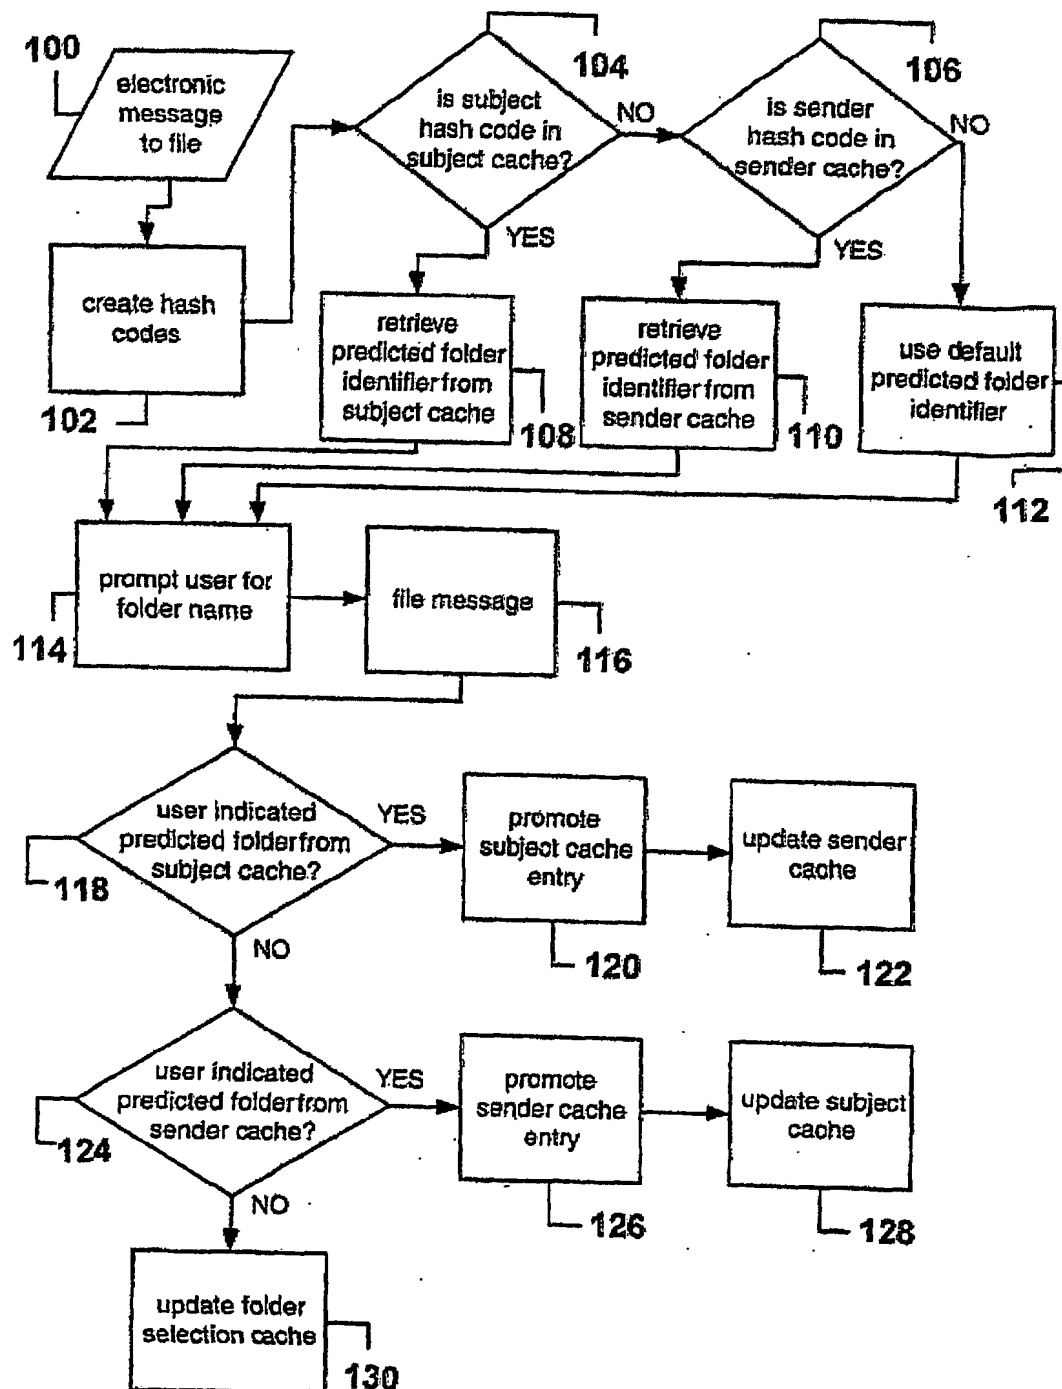 100
electronic
message
to file
104
is subject
hash code in
subject cache?
NO
106
is sender
hash code in
sender cache?
NO
YES
YES
create hash
codes
102
retrieve
predicted folder
identifier from
subject cache
108
retrieve
predicted folder
identifier from
sender cache
110
use default
predicted folder
identifier
112
prompt user for
folder name
114
file message
116
user indicated
predicted folder from
subject cache?
118
YES
NO
promote
subject cache
entry
120
update sender
cache
122
user indicated
predicted folder from
sender cache?
124
YES
NO
promote
sender cache
entry
126
update subject
cache
128
update folder
selection cache
130